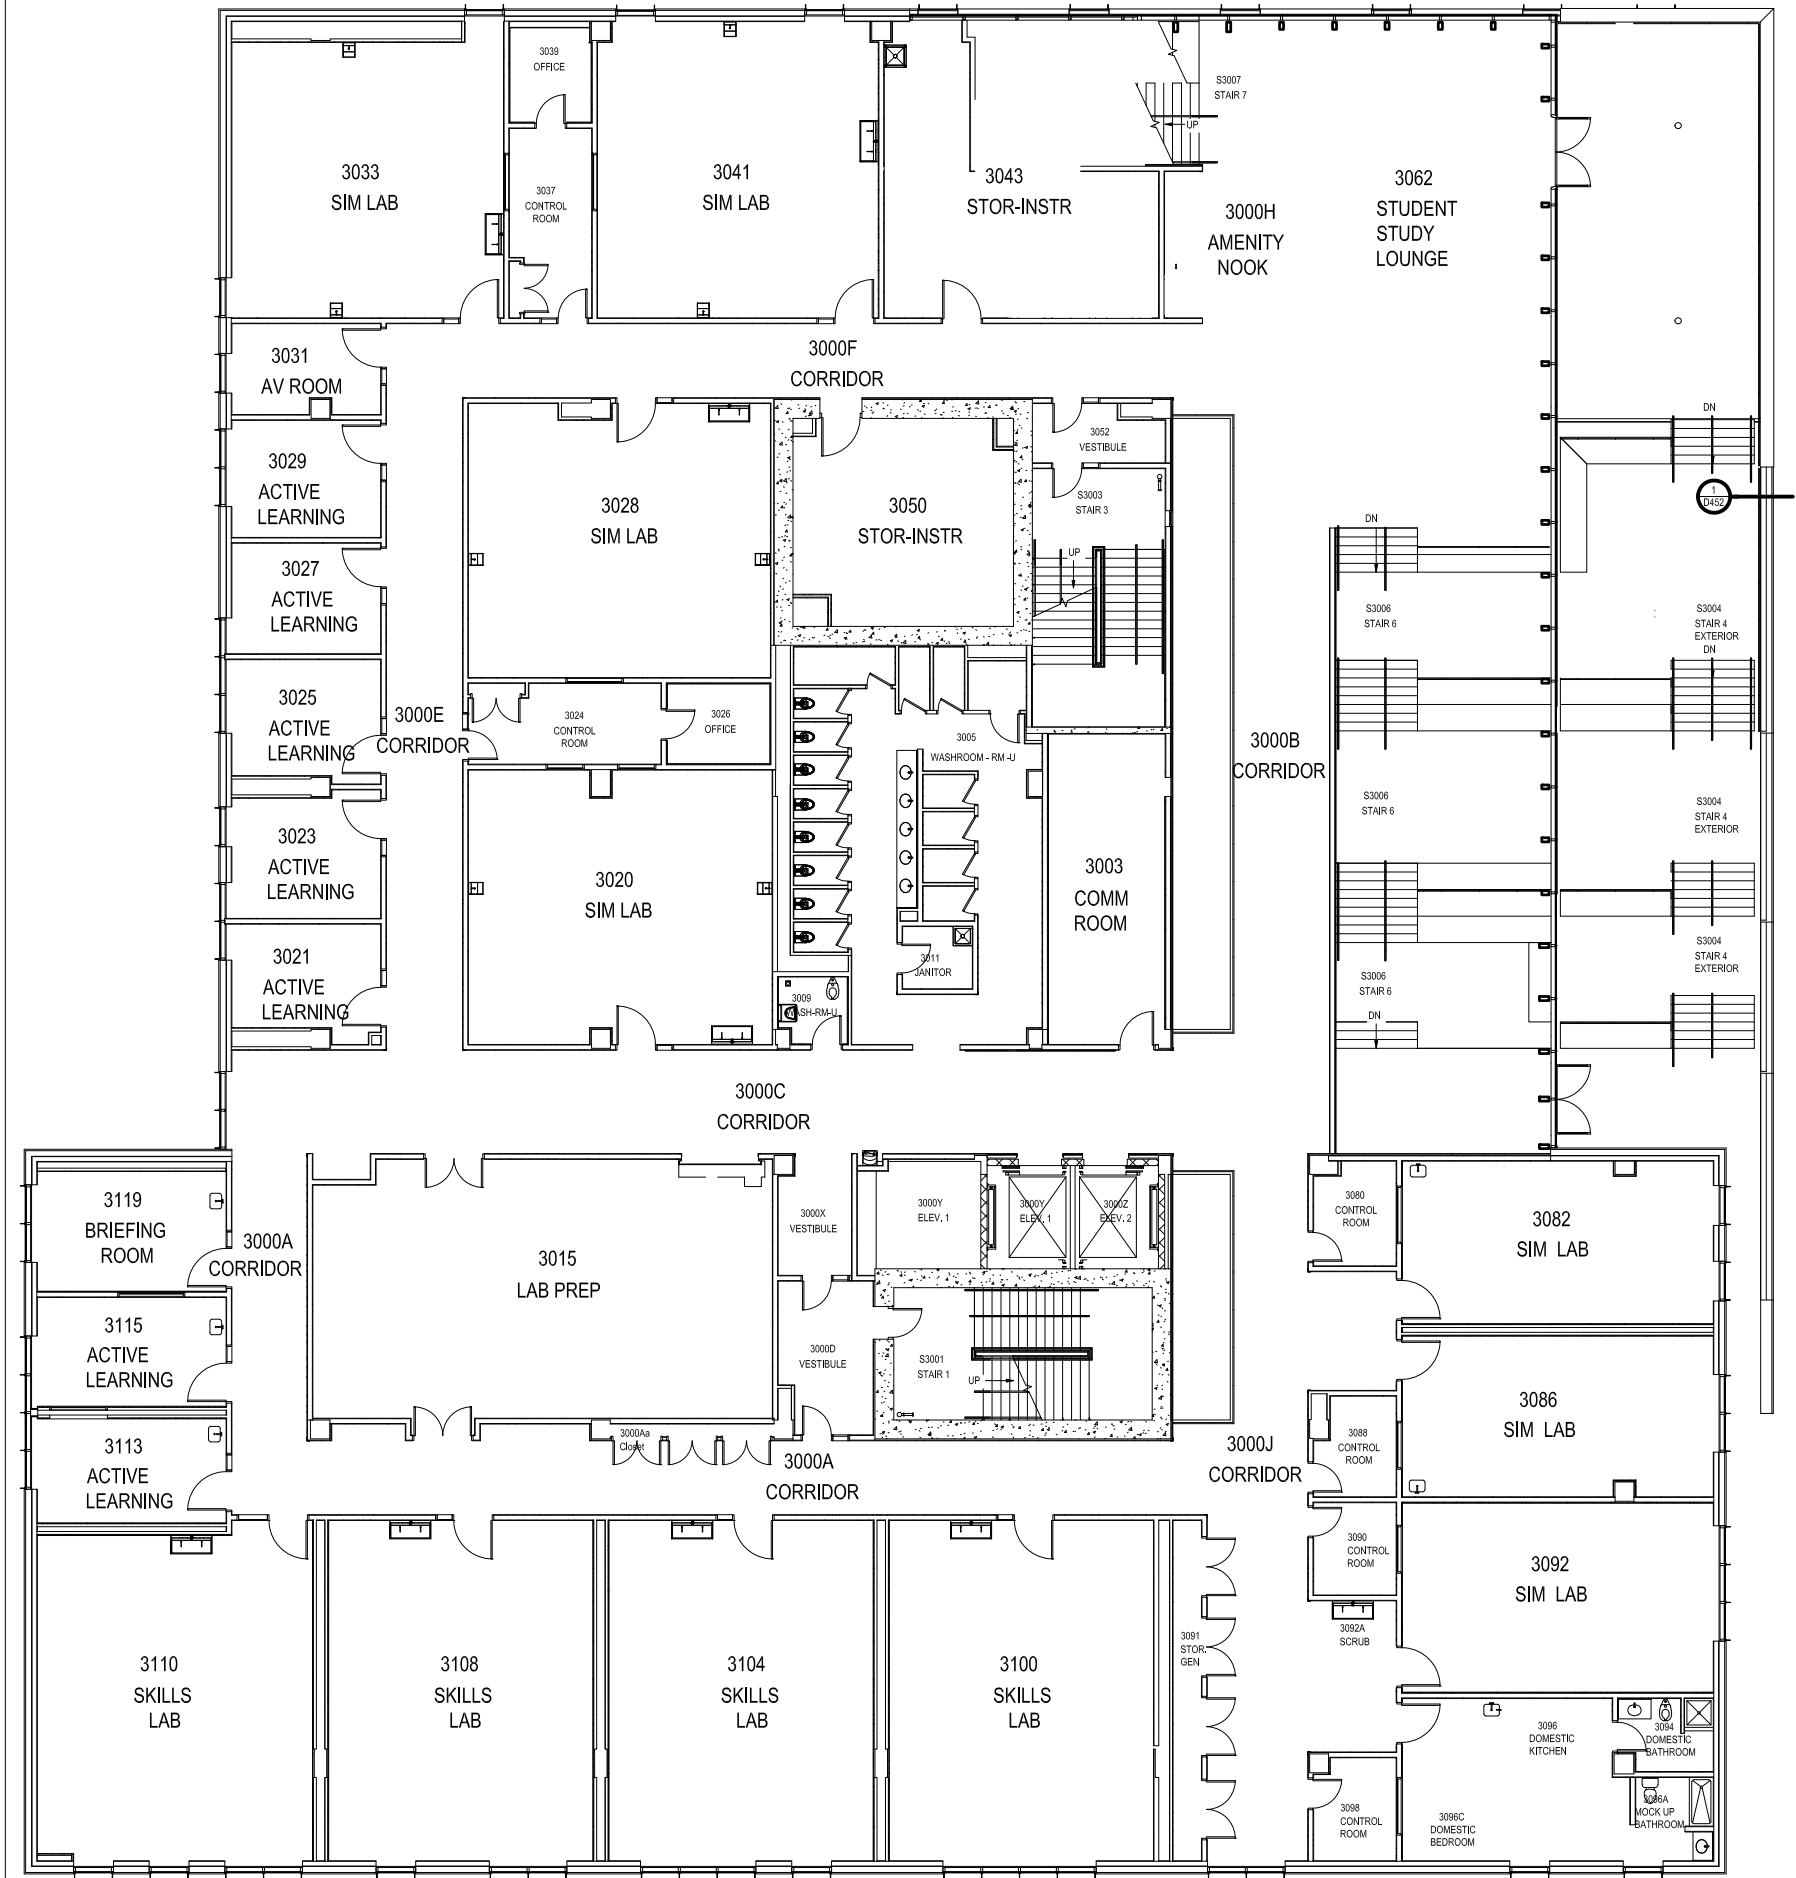 3039
OFFICE
S3007
STAIR 7
UP
3033
SIM LAB
3037
CONTROL
ROOM
3041
SIM LAB
3043
STOR-INSTR
3000H
AMENITY
NOOK
3062
STUDENT
STUDY
LOUNGE
3031
AV ROOM
3000F
CORRIDOR
DN
3029
ACTIVE
LEARNING
3028
SIM LAB
3050
STOR-INSTR
3052
VESTIBULE
S3003
STAIR 3
UP
1
D452
DN
3027
ACTIVE
LEARNING
S3006
STAIR 6
S3004
STAIR 4
EXTERIOR
DN
3025
ACTIVE
LEARNING
3000E
CORRIDOR
3024
CONTROL
ROOM
3026
OFFICE
3005
WASHROOM - RM -U
3000B
CORRIDOR
S3006
STAIR 6
S3004
STAIR 4
EXTERIOR
3023
ACTIVE
LEARNING
3020
SIM LAB
3003
COMM
ROOM
3021
ACTIVE
LEARNING
3011
JANITOR
3009
WASH-RM-U
S3006
STAIR 6
DN
S3004
STAIR 4
EXTERIOR
3000C
CORRIDOR
3119
BRIEFING
ROOM
3000A
CORRIDOR
3015
LAB PREP
3000X
VESTIBULE
3000Y
ELEV. 1
3000Y
ELEV. 1
3000Z
ELEV. 2
3080
CONTROL
ROOM
3082
SIM LAB
3115
ACTIVE
LEARNING
3000D
VESTIBULE
S3001
STAIR 1
UP
3086
SIM LAB
3113
ACTIVE
LEARNING
3000Aa
Closet
3000A
CORRIDOR
3000J
CORRIDOR
3088
CONTROL
ROOM
3090
CONTROL
ROOM
3092
SIM LAB
3092A
SCRUB
3110
SKILLS
LAB
3108
SKILLS
LAB
3104
SKILLS
LAB
3100
SKILLS
LAB
3091
STOR.
GEN
3096
DOMESTIC
KITCHEN
3094
DOMESTIC
BATHROOM
3098
CONTROL
ROOM
3096C
DOMESTIC
BEDROOM
3096A
MOCK UP
BATHROOM